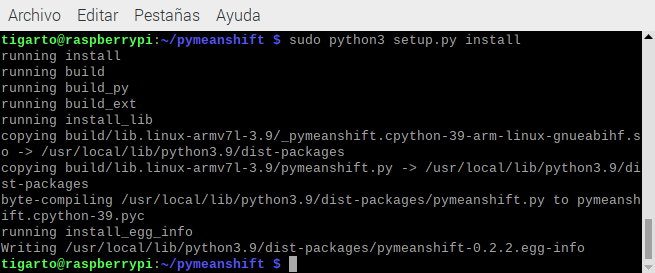 Archivo Editar Pestañas Ayuda
tigarto@raspberrypi:~/pymeanshift $ sudo python3 setup.py install
running install
running build
running build_py
running build_ext
running install_lib
copying build/lib.linux-armv7l-3.9/_pymeanshift.cpython-39-arm-linux-gnueabihf.s
o -> /usr/local/lib/python3.9/dist-packages
copying build/lib.linux-armv7l-3.9/pymeanshift.py -> /usr/local/lib/python3.9/di
st-packages
byte-compiling /usr/local/lib/python3.9/dist-packages/pymeanshift.py to pymeansh
ift.cpython-39.pyc
running install_egg_info
Writing /usr/local/lib/python3.9/dist-packages/pymeanshift-0.2.2.egg-info
tigarto@raspberrypi:~/pymeanshift $